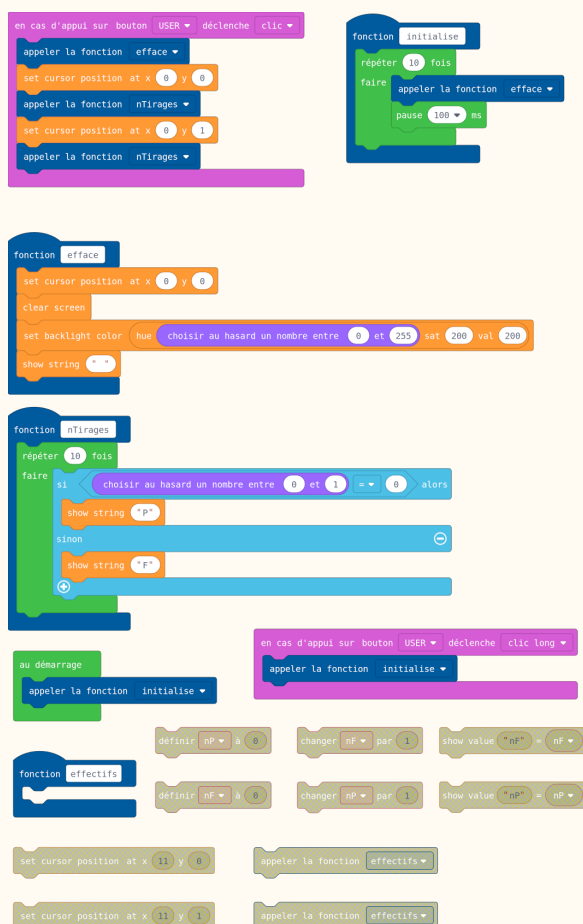 en cas d'appui sur bouton USER déclenche clic
appeler la fonction efface
set cursor position at x 0 y 0
appeler la fonction nTirages
set cursor position at x 0 y 1
appeler la fonction nTirages
fonction initialise
répéter 10 fois
faire appeler la fonction efface
pause 100 ms
fonction efface
set cursor position at x 0 y 0
clear screen
set backlight color hue choisir au hasard un nombre entre 0 et 255 sat 200 val 200
show string " "
fonction nTirages
répéter 10 fois
faire si choisir au hasard un nombre entre 0 et 1 = 0 alors
show string "P"
sinon
show string "F"
au démarrage
appeler la fonction initialise
en cas d'appui sur bouton USER déclenche clic long
appeler la fonction initialise
définir nP à 0 changer nF par 1 show value "nF" = nF
fonction effectifs
définir nF à 0 changer nP par 1 show value "nP" = nP
set cursor position at x 11 y 0 appeler la fonction effectifs
set cursor position at x 11 y 1 appeler la fonction effectifs